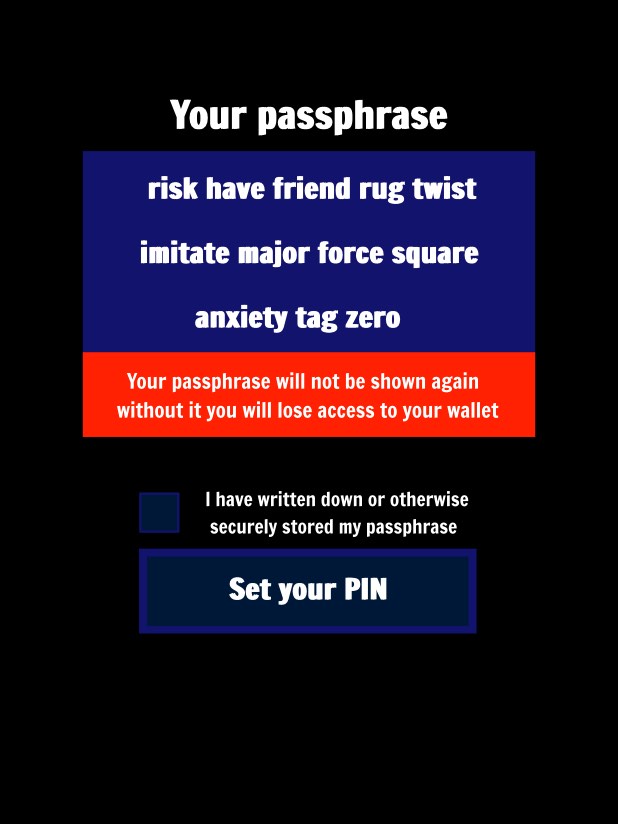 Your passphrase
risk have friend rug twist
imitate major force square
anxiety tag zero
Your passphrase will not be shown again
without it you will lose access to your wallet
I have written down or otherwise
securely stored my passphrase
Set your PIN